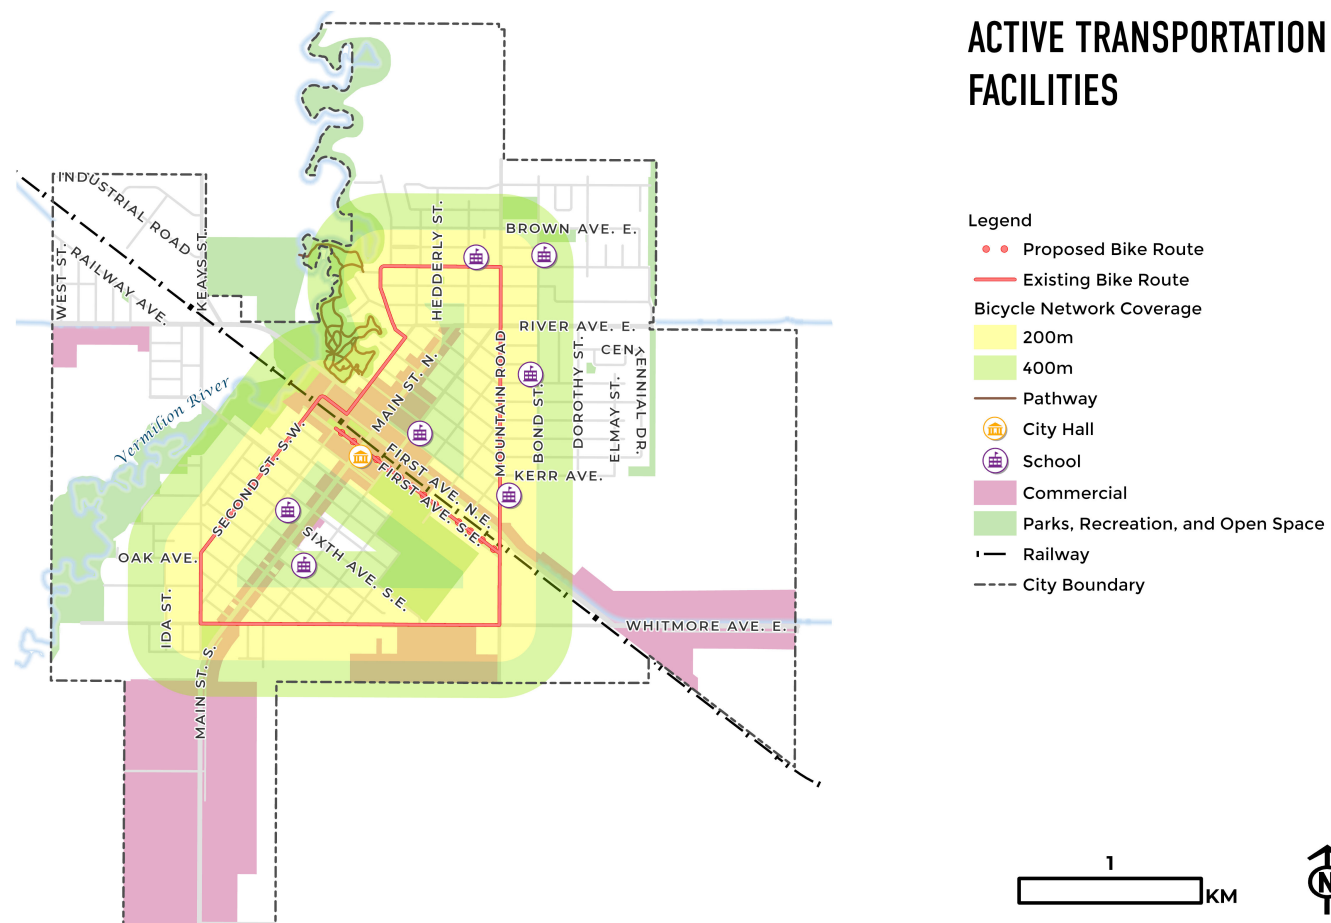 ACTIVE TRANSPORTATION
FACILITIES
Legend
Proposed Bike Route
Existing Bike Route
Bicycle Network Coverage
200m
400m
Pathway
City Hall
School
Commercial
Parks, Recreation, and Open Space
Railway
City Boundary
1
KM
N
INDUSTRIAL ROAD
WEST ST.
RAILWAY AVE.
KEAYS ST.
HEDDERLY ST.
BROWN AVE. E.
RIVER AVE. E.
CENTENNIAL DR.
MAIN ST. N.
MOUNTAIN ROAD
BOND ST.
DOROTHY ST.
ELMAY ST.
Vermilion River
SECOND ST. S.W.
FIRST AVE. N.E.
FIRST AVE. S.E.
KERR AVE.
OAK AVE.
SIXTH AVE. S.E.
IDA ST.
WHITMORE AVE. E.
MAIN ST. S.